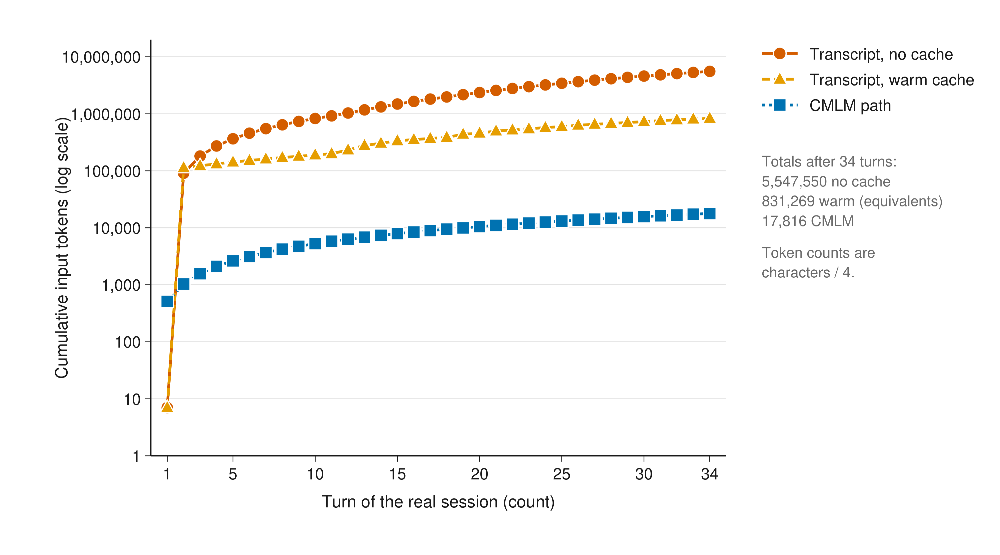 10,000,000
1,000,000
100,000
10,000
1,000
100
10
1
Cumulative input tokens (log scale)
1 5 10 15 20 25 30 34
Turn of the real session (count)
Transcript, no cache
Transcript, warm cache
CMLM path
Totals after 34 turns:
5,547,550 no cache
831,269 warm (equivalents)
17,816 CMLM
Token counts are
characters / 4.